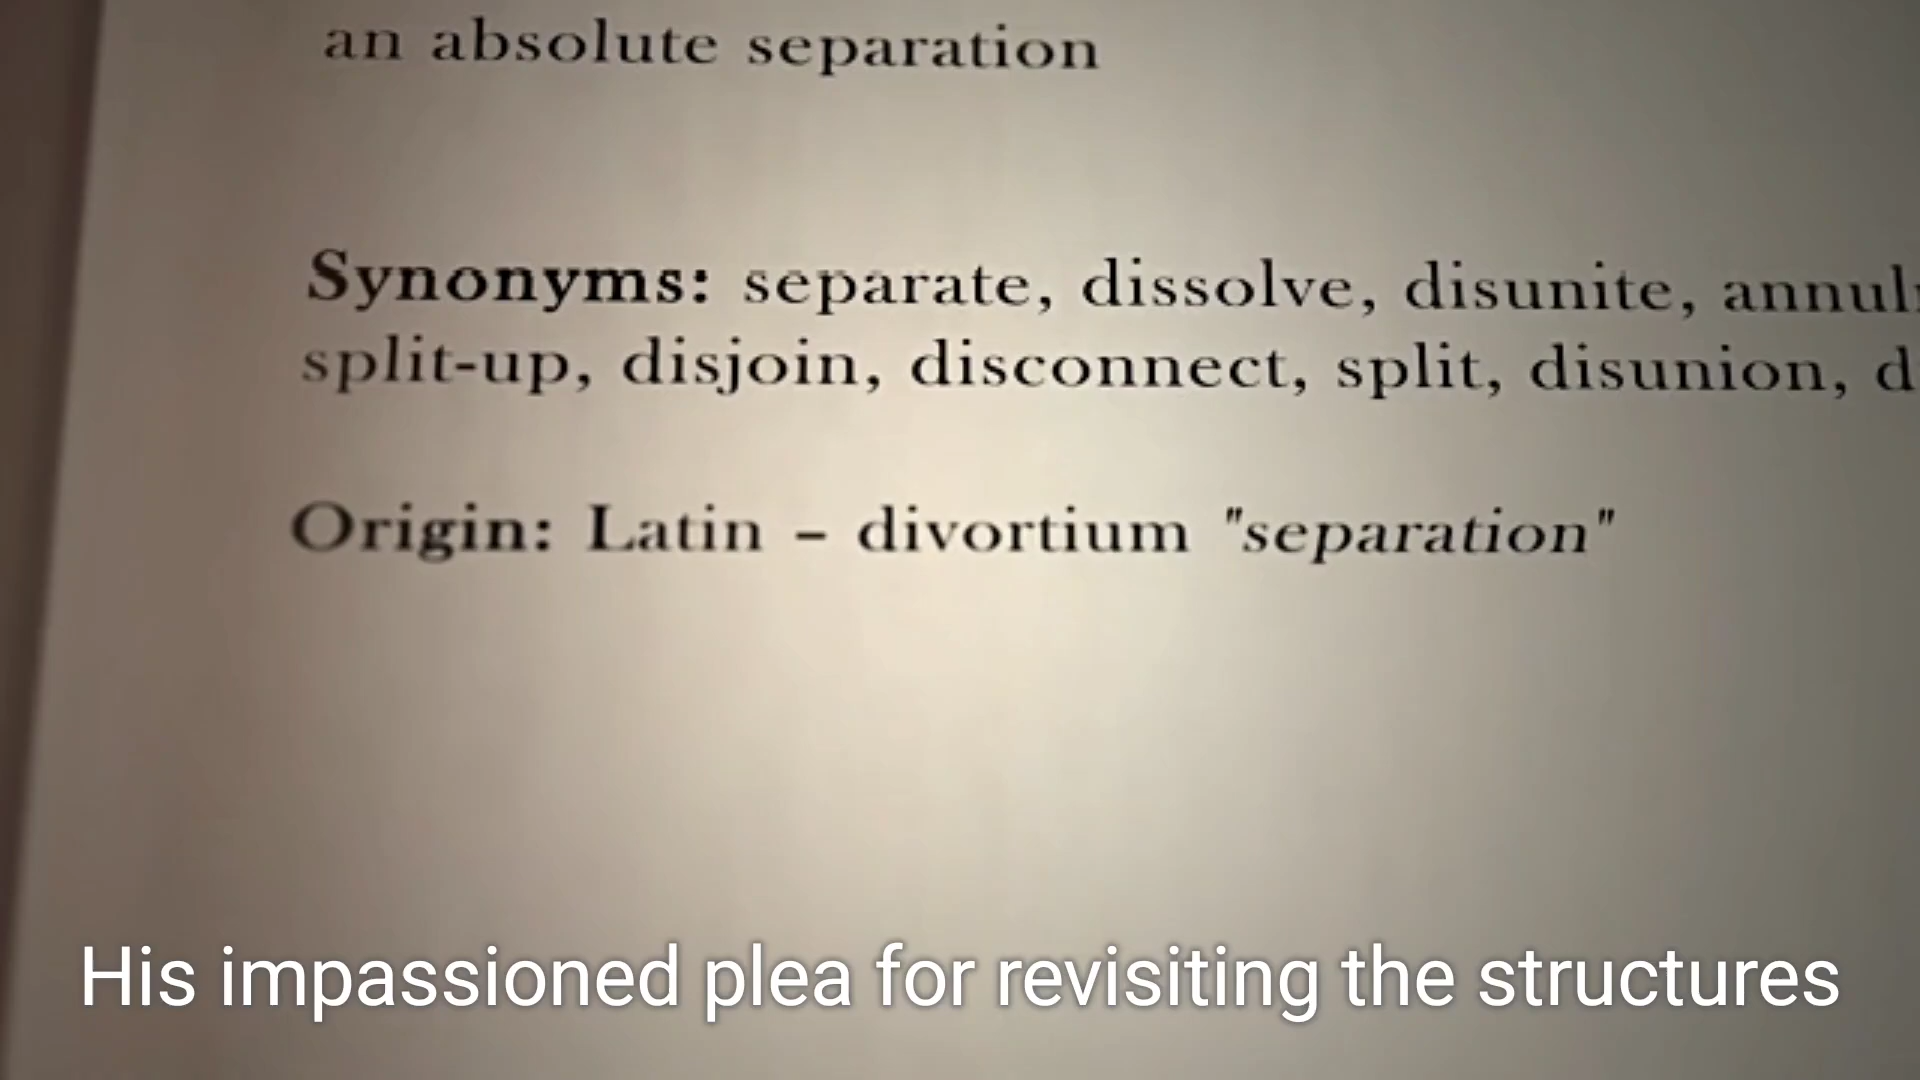 an absolute separation
Synonyms: separate, dissolve, disunite,
split-up, disjoin, disconnect, split, disunion,
Origin: Latin – divortium "separation"
His impassioned plea for revisiting the structures